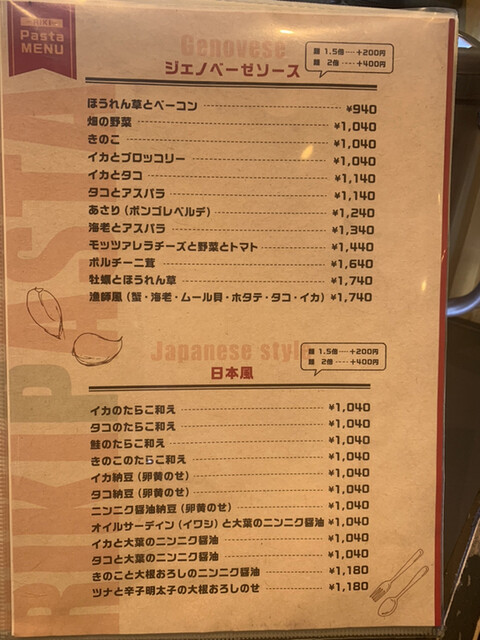 Pasta
MENU
Genovese
ジェノベーゼソース
麺 1.5倍 ---- +200円
麺 2倍 ---- +400円
ほうれん草とベーコン ¥940
畑の野菜 ¥1,040
きのこ ¥1,040
イカとブロッコリー ¥1,040
イカとタコ ¥1,140
タコとアスパラ ¥1,140
あさり（ボンゴレベルデ） ¥1,240
海老とアスパラ ¥1,340
モッツアレラチーズと野菜とトマト ¥1,440
ポルチーニ茸 ¥1,640
牡蠣とほうれん草 ¥1,740
漁師風（蟹・海老・ムール貝・ホタテ・タコ・イカ） ¥1,740
Japanese style
日本風
麺 1.5倍 ---- +200円
麺 2倍 ---- +400円
イカのたらこ和え ¥1,040
タコのたらこ和え ¥1,040
鮭のたらこ和え ¥1,040
きのこのたらこ和え ¥1,040
イカ納豆（卵黄のせ） ¥1,040
タコ納豆（卵黄のせ） ¥1,040
ニンニク醤油納豆（卵黄のせ） ¥1,040
オイルサーディン（イワシ）と大葉のニンニク醤油 ¥1,040
イカと大葉のニンニク醤油 ¥1,040
タコと大葉のニンニク醤油 ¥1,040
きのこと大根おろしのニンニク醤油 ¥1,180
ツナと辛子明太子の大根おろしのせ ¥1,180
RIKIPASTA